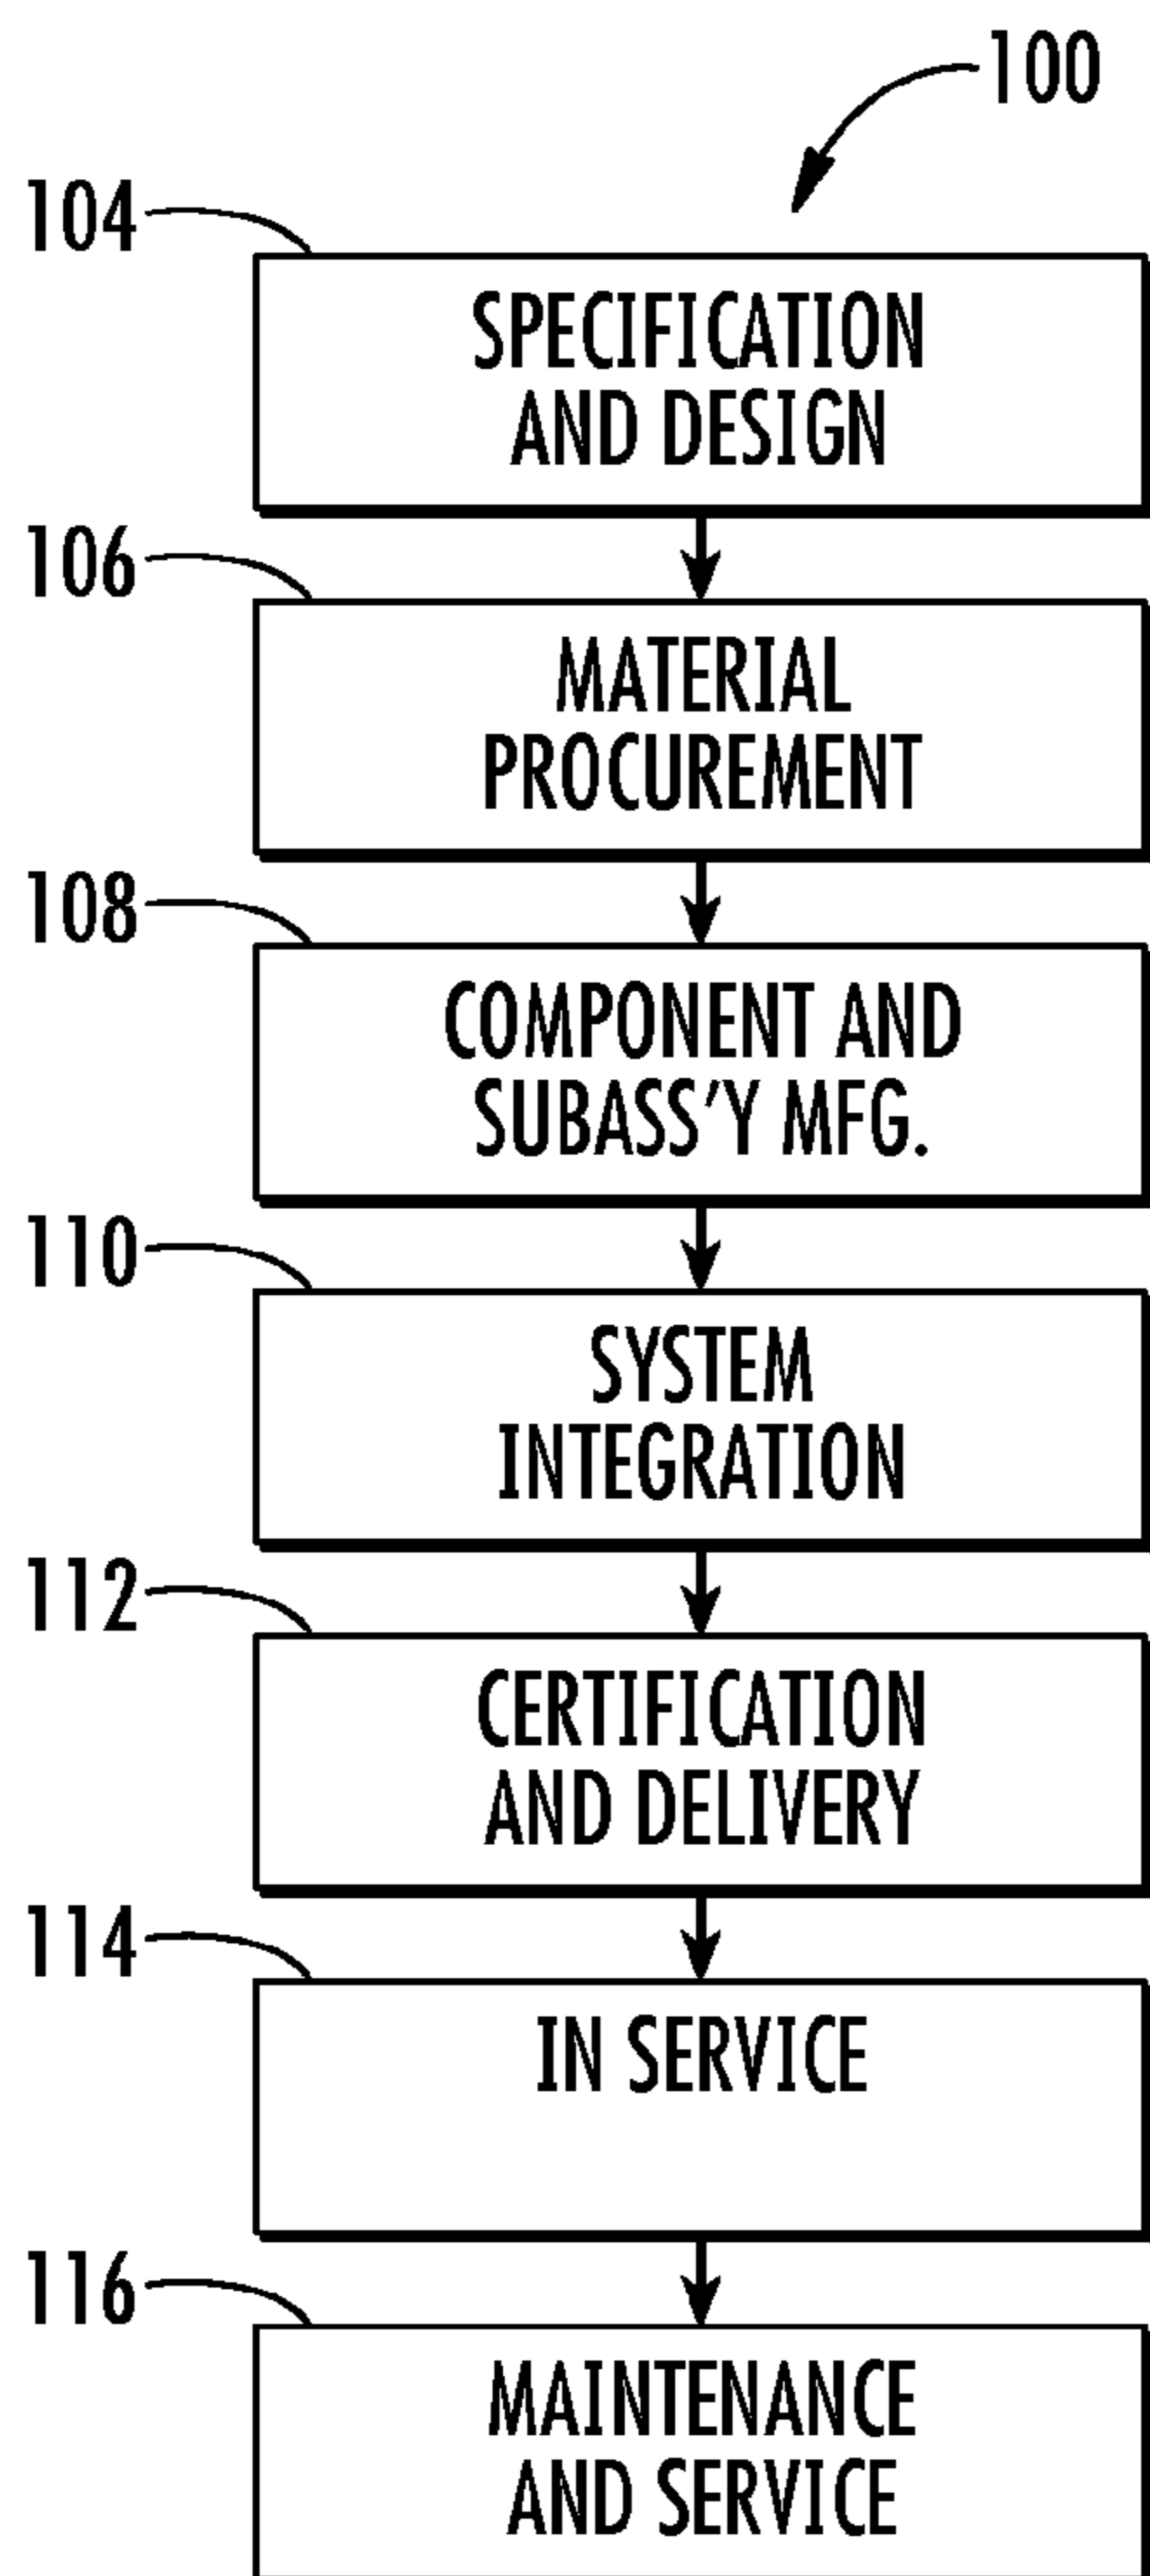 100
104
SPECIFICATION
AND DESIGN
106
MATERIAL
PROCUREMENT
108
COMPONENT AND
SUBASS'Y MFG.
110
SYSTEM
INTEGRATION
112
CERTIFICATION
AND DELIVERY
114
IN SERVICE
116
MAINTENANCE
AND SERVICE